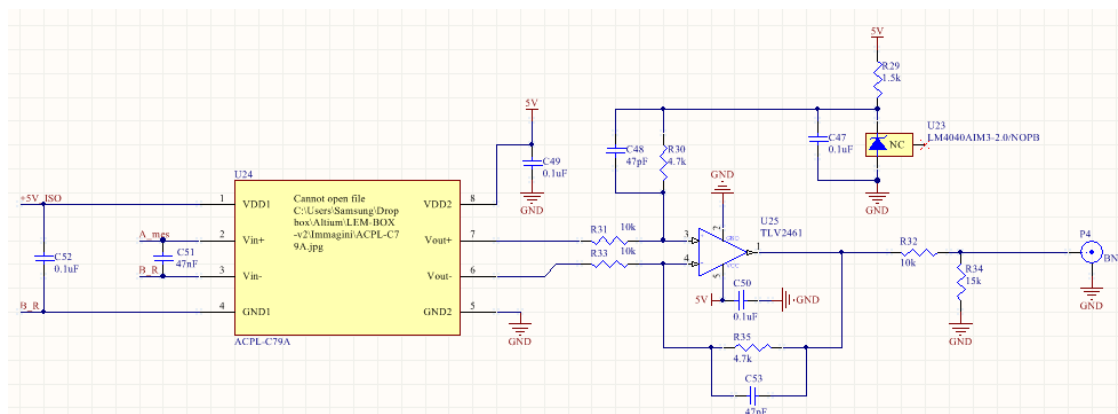 5V
R29
1.5k
U23
LM4040AIM3-2.0/NOPB
NC
C47
0.1uF
GND
C48
47pF
R30
4.7k
5V
C49
0.1uF
GND
U24
Cannot open file
C:\Users\Samsung\Drop
box\Altium\LEM-BOX
-v2\Immagini\ACPL-C7
9A.jpg
+5V_ISO
1
VDD1
VDD2
8
A_mes
2
Vin+
Vout+
7
C51
47nF
B_R
3
Vin-
Vout-
6
C52
0.1uF
B_R
4
GND1
GND2
5
GND
ACPL-C79A
R31
10k
R33
10k
GND
U25
TLV2461
2
GND
3
4
1
VCC
5
5V
C50
0.1uF
GND
R35
4.7k
C53
47pF
R32
10k
R34
15k
GND
P4
BN
GND